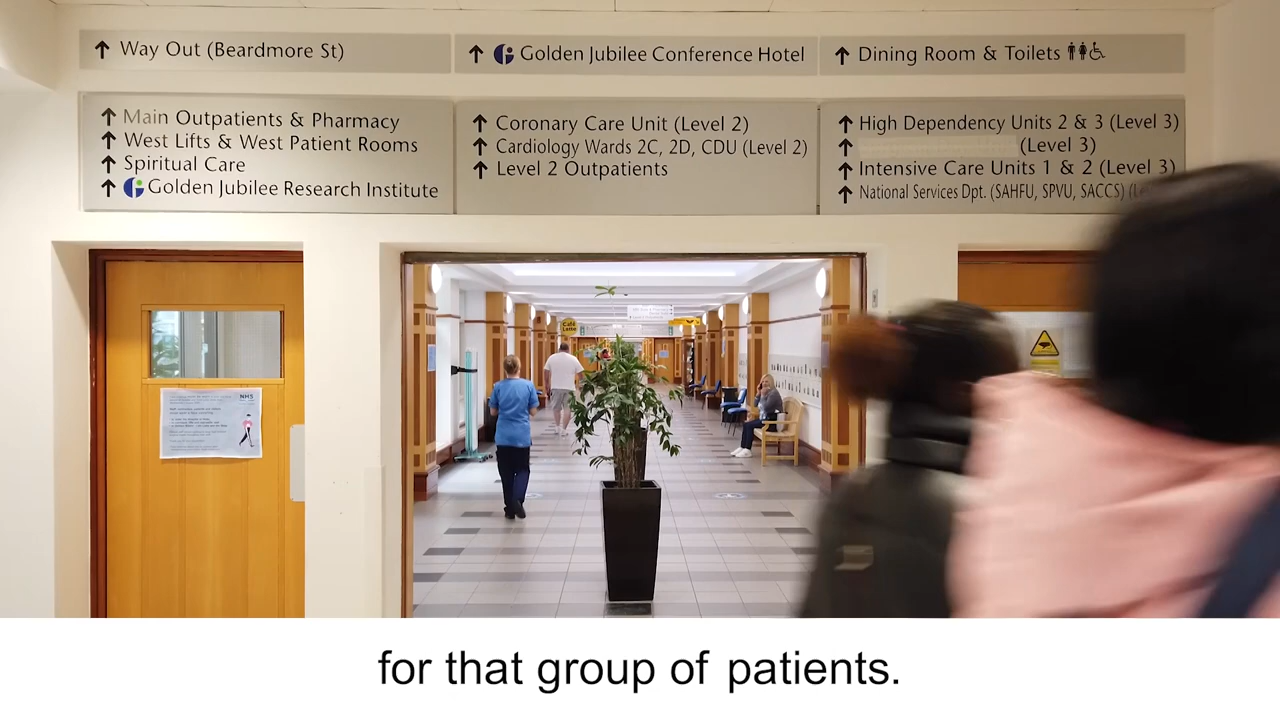 Way Out (Beardmore St)
Golden Jubilee Conference Hotel
Dining Room & Toilets
Main Outpatients & Pharmacy
West Lifts & West Patient Rooms
Spiritual Care
Golden Jubilee Research Institute
Coronary Care Unit (Level 2)
Cardiology Wards 2C, 2D, CDU (Level 2)
Level 2 Outpatients
High Dependency Units 2 & 3 (Level 3)
(Level 3)
Intensive Care Units 1 & 2 (Level 3)
National Services Dpt. (SAHFU, SPVU, SACCS)
Café
Latte
NHS
for that group of patients.